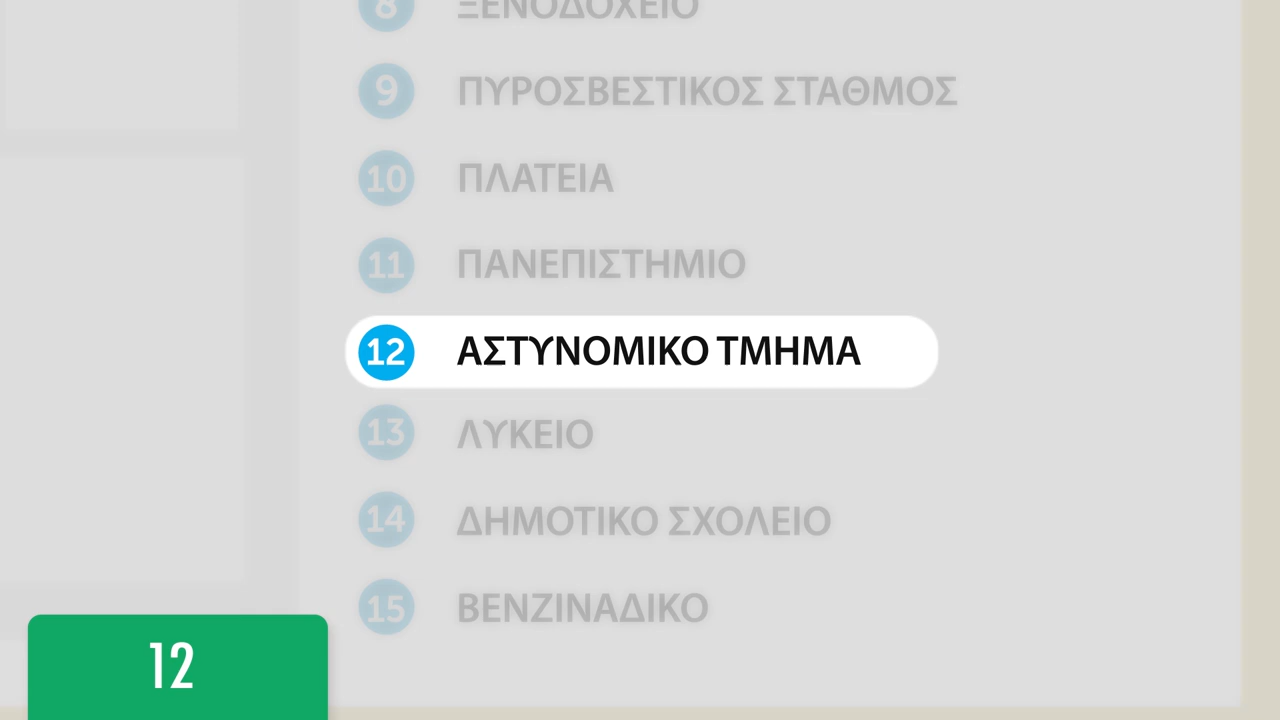 8 ΞΕΝΟΔΟΧΕΙΟ
9 ΠΥΡΟΣΒΕΣΤΙΚΟΣ ΣΤΑΘΜΟΣ
10 ΠΛΑΤΕΙΑ
11 ΠΑΝΕΠΙΣΤΗΜΙΟ
12 ΑΣΤΥΝΟΜΙΚΟ ΤΜΗΜΑ
13 ΛΥΚΕΙΟ
14 ΔΗΜΟΤΙΚΟ ΣΧΟΛΕΙΟ
15 ΒΕΝΖΙΝΑΔΙΚΟ
12